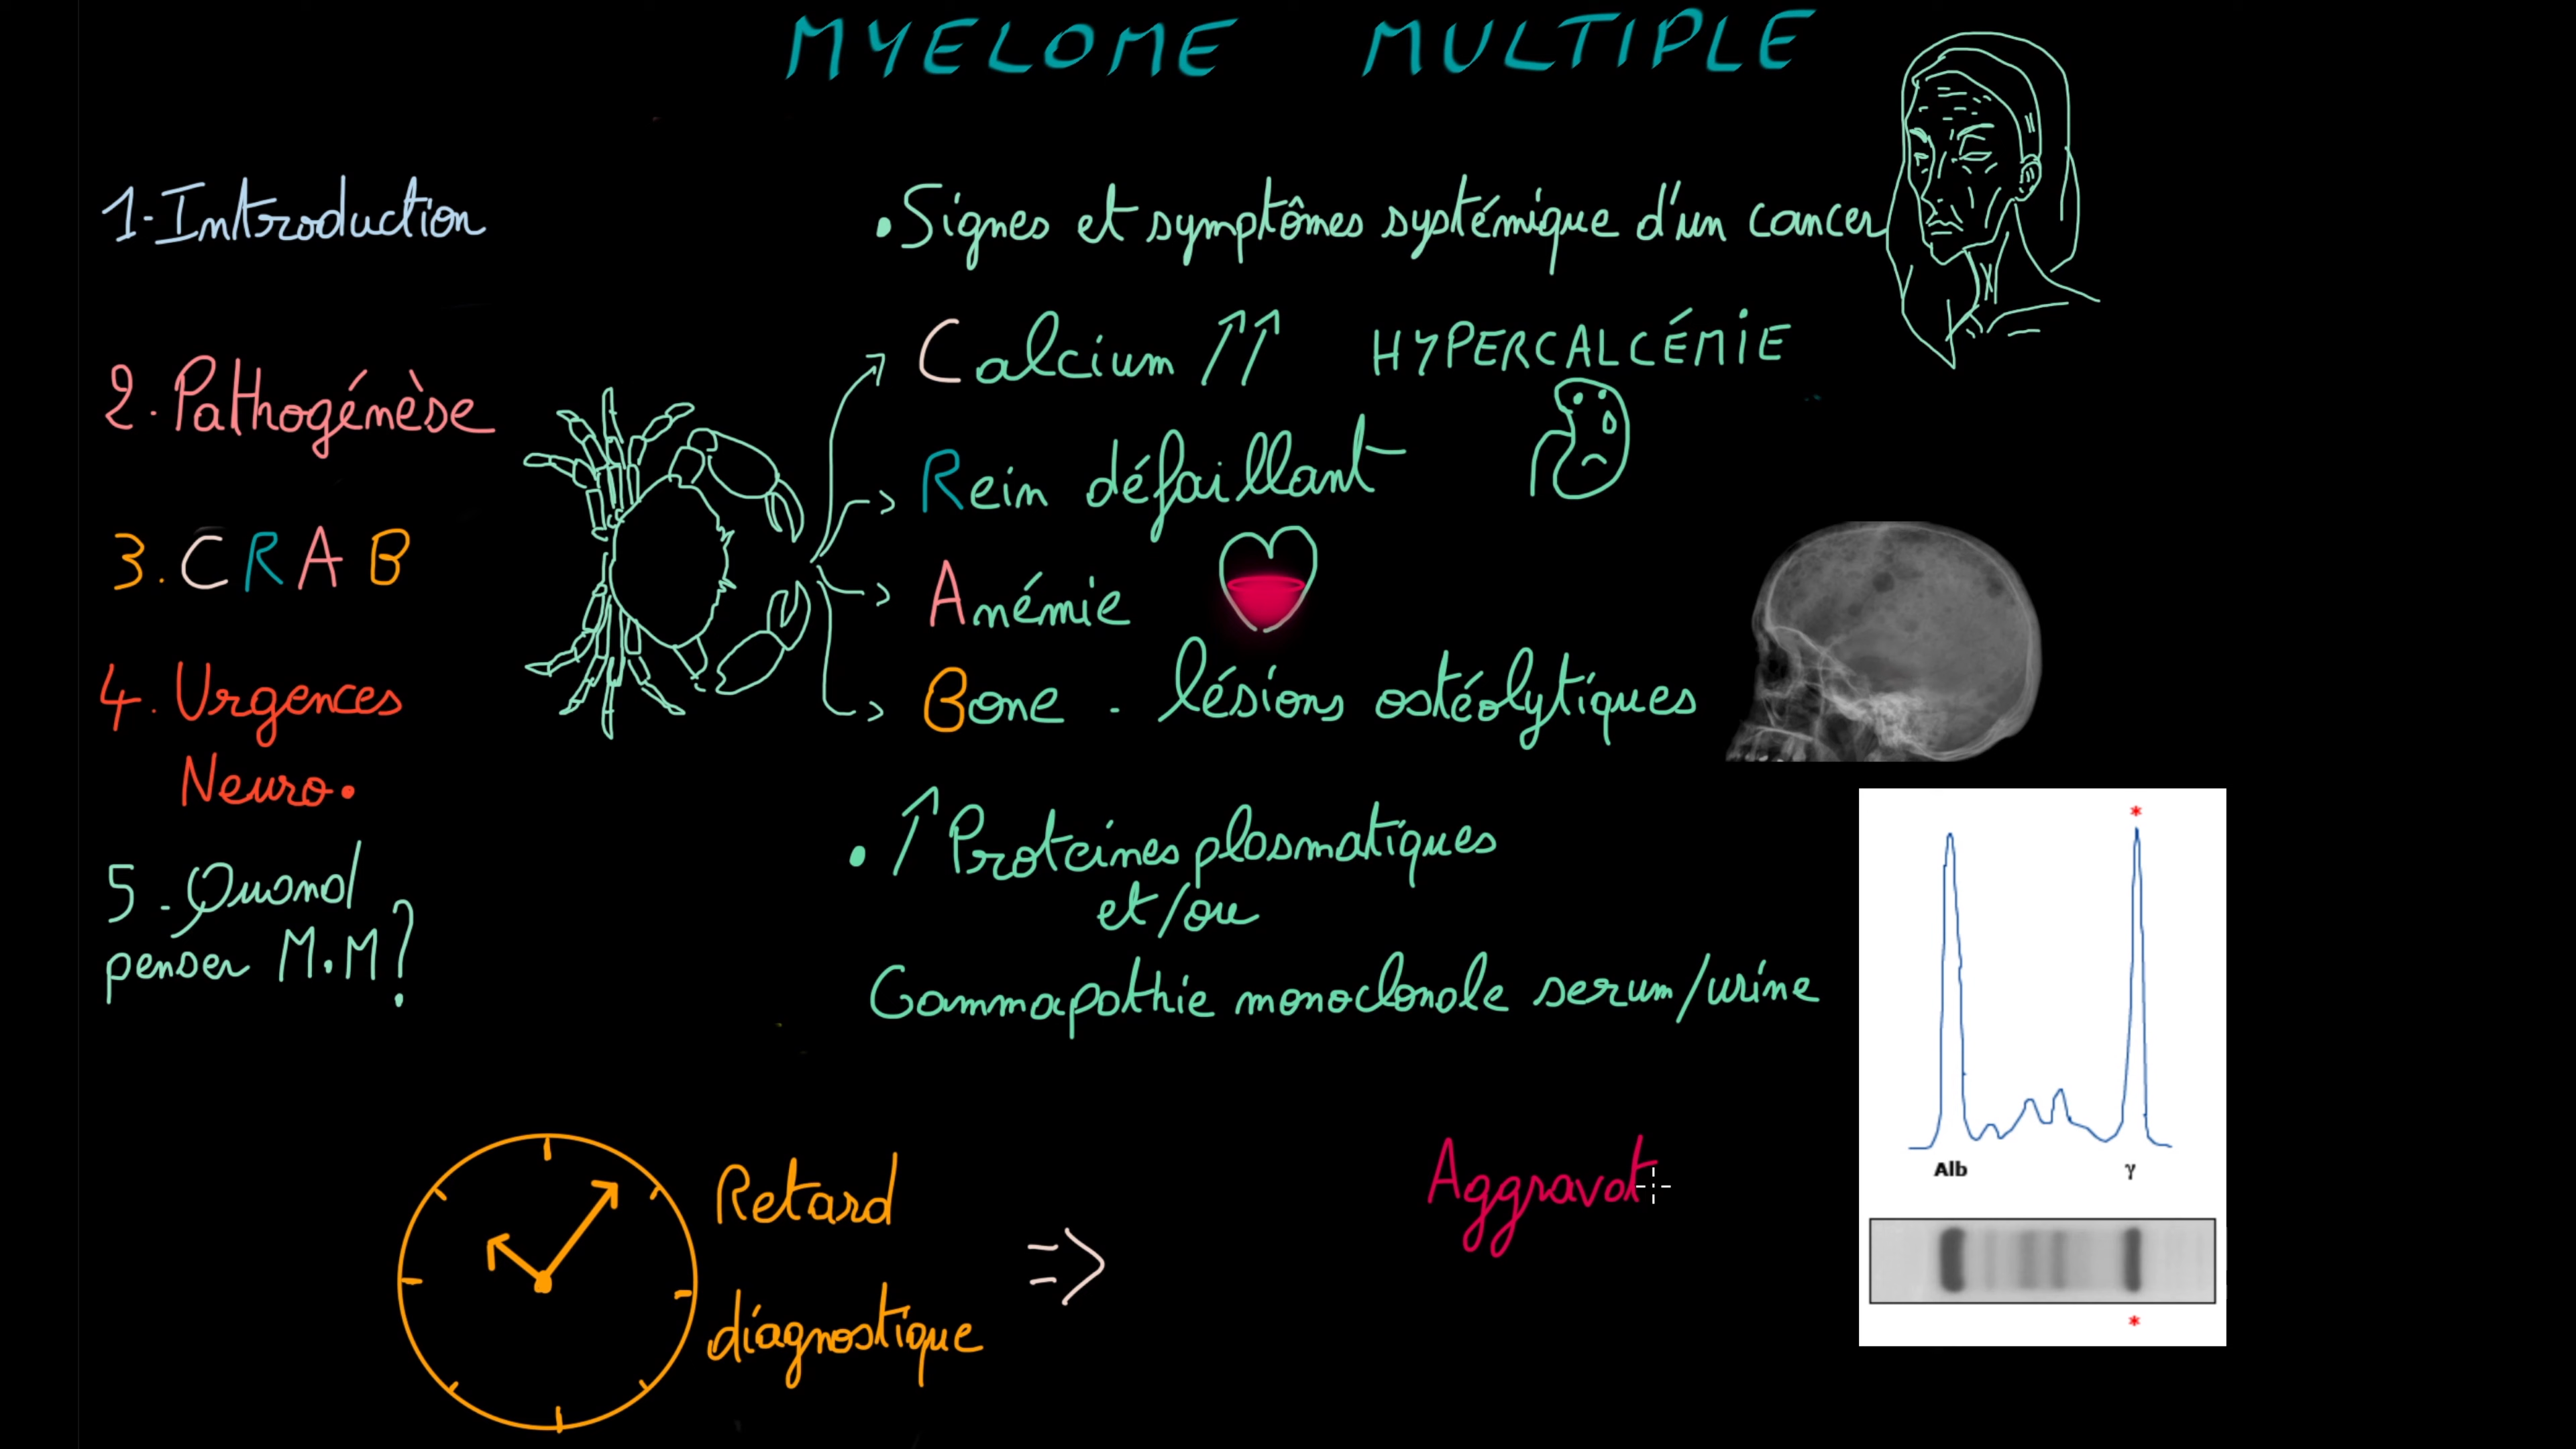 MYELOME MULTIPLE
1-Introduction
2. Pathogénèse
3. CRAB
4. Urgences
Neuro.
5. Quand
penser M.M?
• Signes et symptômes systémique d'un cancer
Calcium ↑↑ HYPERCALCÉMIE
Rein défaillant
Anémie
Bone - lésions ostéolytiques
• ↑ Proteines plasmatiques
et/ou
Gammapathie monoclonale serum/urine
*
Alb γ
*
Retard
diagnostique
=> Aggravat